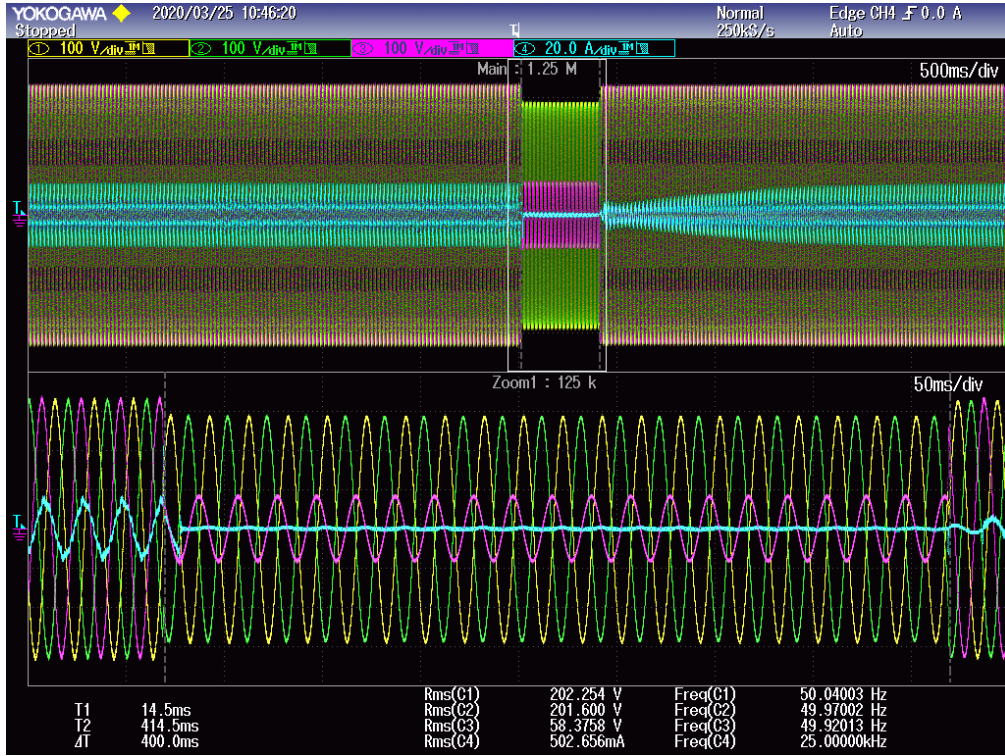 YOKOGAWA 2020/03/25 10:46:20 Normal Edge CH4 0.0 A
Stopped 250kS/s Auto
1 100 V/div 2 100 V/div 3 100 V/div 4 20.0 A/div
Main : 1.25 M 500ms/div
T
Zoom1 : 125 k 50ms/div
T
Rms(C1) 202.254 V Freq(C1) 50.04003 Hz
T1 14.5ms Rms(C2) 201.600 V Freq(C2) 49.97002 Hz
T2 414.5ms Rms(C3) 58.3758 V Freq(C3) 49.92013 Hz
ΔT 400.0ms Rms(C4) 502.656mA Freq(C4) 25.00000kHz